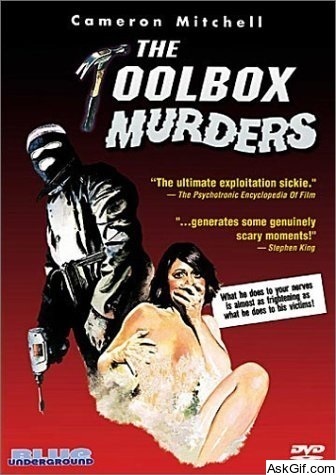 Cameron Mitchell
THE
TOOLBOX
MURDERS
"The ultimate exploitation sickie."
— The Psychotronic Encyclopedia Of Film
"...generates some genuinely
scary moments!"
— Stephen King
What he does to your nerves
is almost as frightening as
what he does to his victims!
BLUE
UNDERGROUND
DVD
VIDEO
AskGif.com